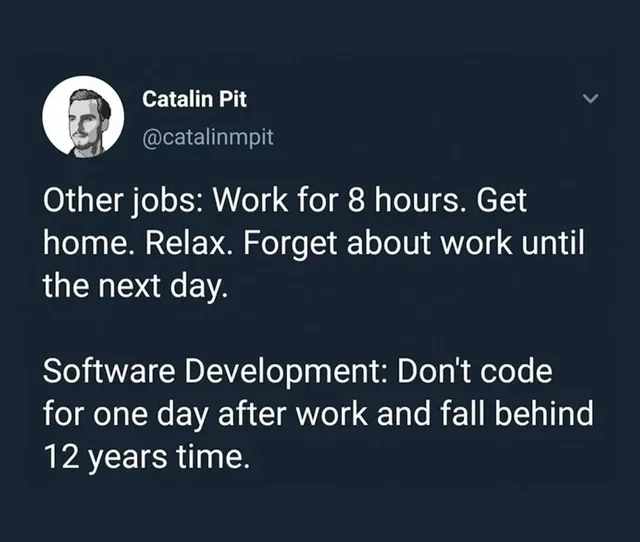 Catalin Pit
@catalinmpit
Other jobs: Work for 8 hours. Get
home. Relax. Forget about work until
the next day.
Software Development: Don't code
for one day after work and fall behind
12 years time.